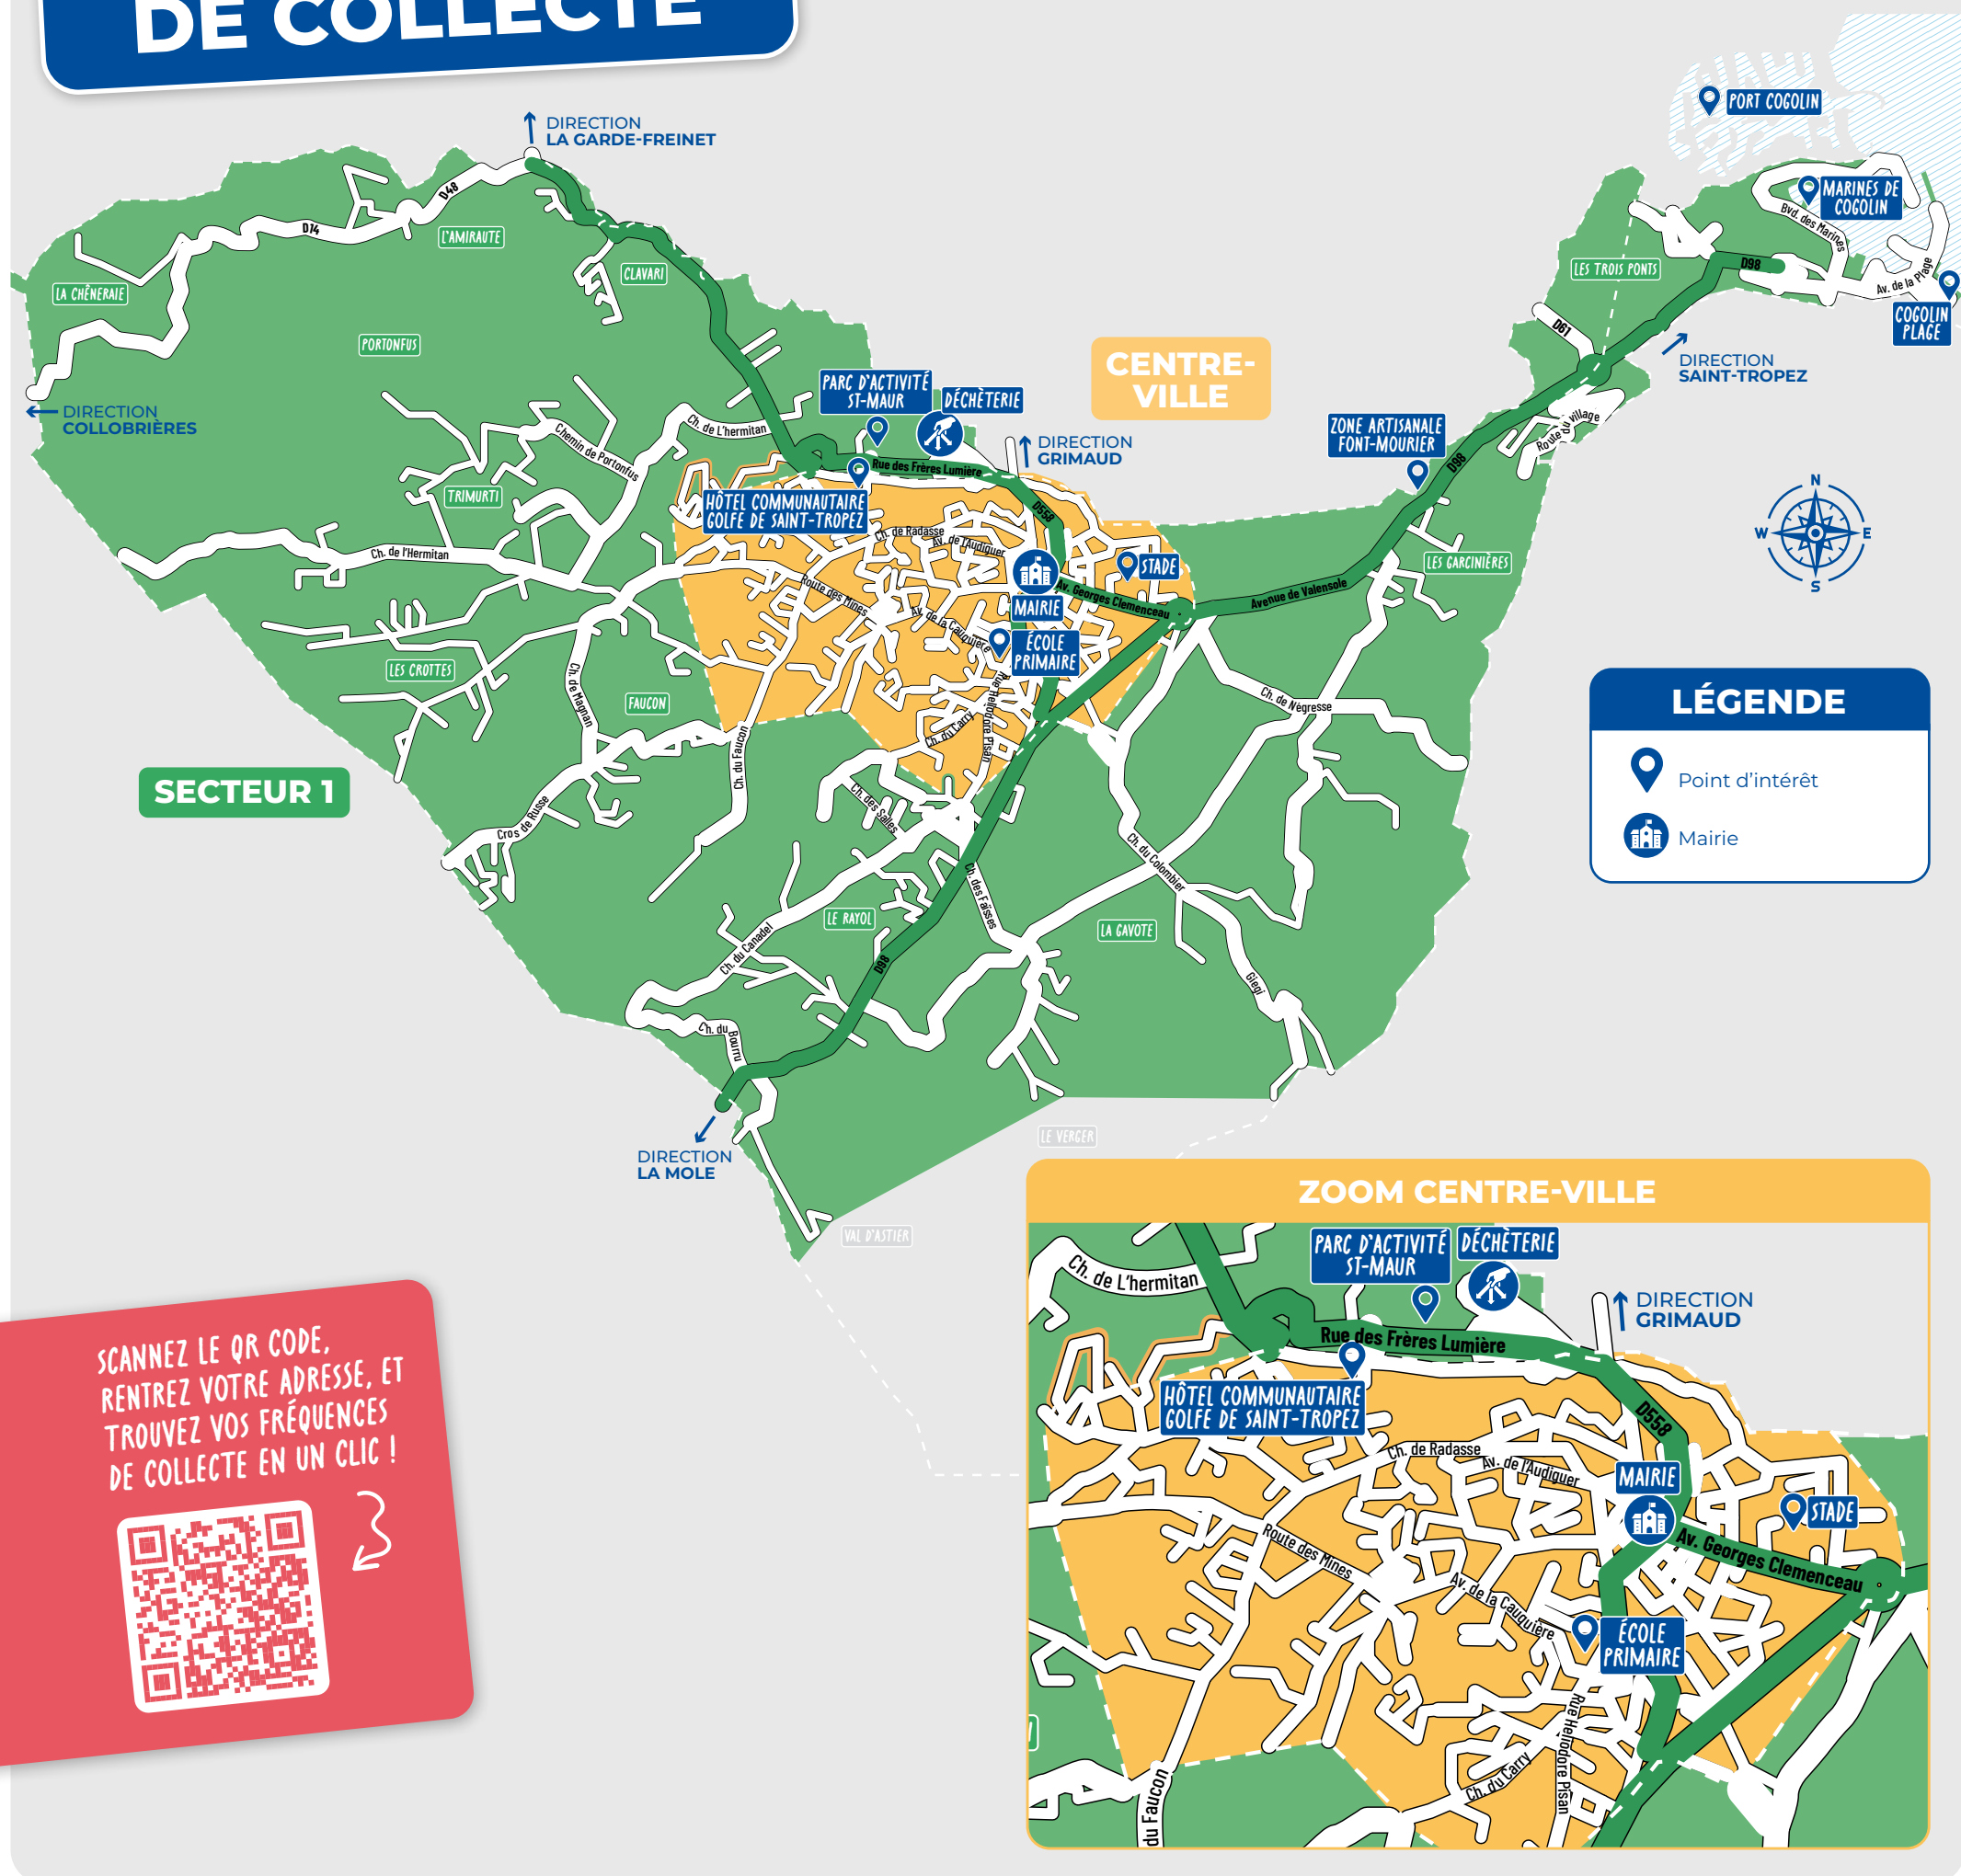 DE COLLECTE
PORT COGOLIN
DIRECTION
LA GARDE-FREINET
MARINES DE
COGOLIN
Bvd. des Marines
D48
D14
L'AMIRAUTE
CLAVARI
LES TROIS PONTS
D98
Av. de la Plage
LA CHÊNERAIE
COGOLIN
PLAGE
D61
PORTONFUS
CENTRE-
VILLE
DIRECTION
SAINT-TROPEZ
PARC D'ACTIVITÉ
ST-MAUR
DÉCHÈTERIE
DIRECTION
COLLOBRIÈRES
Ch. de L'hermitan
Chemin de Portonfus
DIRECTION
GRIMAUD
ZONE ARTISANALE
FONT-MOURIER
Route du village
D98
Rue des Frères Lumière
TRIMURTI
HÔTEL COMMUNAUTAIRE
GOLFE DE SAINT-TROPEZ
D558
N
W
E
S
Ch. de Radasse
Av. de l'Audiguer
Ch. de l'Hermitan
STADE
LES GARCINIÈRES
Route des Mines
MAIRIE
Av. Georges Clemenceau
Avenue de Valensole
Av. de la Cauquière
ÉCOLE
PRIMAIRE
LES CROTTES
Ch. de Magnan
FAUCON
Rue Héliodore Pisan
Ch. de Négresse
LÉGENDE
Ch. du Carry
Ch. du Faucon
Point d'intérêt
SECTEUR 1
Ch. des Salles
Cros de Russe
Mairie
Ch. du Colombier
Ch. des Faïsses
LE RAYOL
LA GAVOTE
Ch. du Canadel
D98
Giegi
Ch. du
Bourru
LE VERGER
DIRECTION
LA MOLE
VAL D'ASTIER
ZOOM CENTRE-VILLE
PARC D'ACTIVITÉ
ST-MAUR
DÉCHÈTERIE
Ch. de L'hermitan
DIRECTION
GRIMAUD
Rue des Frères Lumière
HÔTEL COMMUNAUTAIRE
GOLFE DE SAINT-TROPEZ
D558
Ch. de Radasse
Av. de l'Audiguer
MAIRIE
STADE
Route des Mines
Av. Georges Clemenceau
Av. de la Cauquière
ÉCOLE
PRIMAIRE
Rue Héliodore Pisan
Ch. du Carry
du Faucon
SCANNEZ LE QR CODE,
RENTREZ VOTRE ADRESSE, ET
TROUVEZ VOS FRÉQUENCES
DE COLLECTE EN UN CLIC !